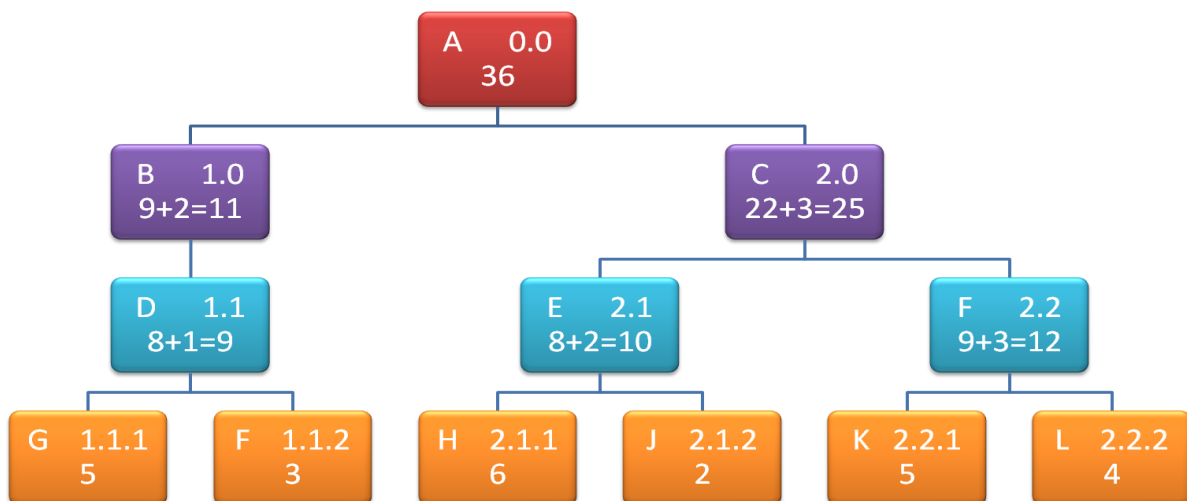 A 0.0
36
B 1.0
9+2=11
C 2.0
22+3=25
D 1.1
8+1=9
E 2.1
8+2=10
F 2.2
9+3=12
G 1.1.1
5
F 1.1.2
3
H 2.1.1
6
J 2.1.2
2
K 2.2.1
5
L 2.2.2
4